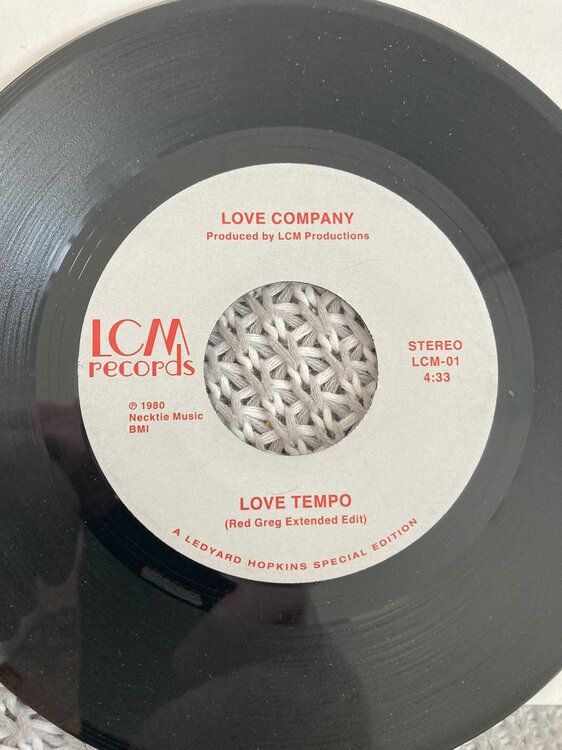 LOVE COMPANY
Produced by LCM Productions
LCM
records
STEREO
LCM-01
4:33
℗ 1980
Necktie Music
BMI
LOVE TEMPO
(Red Greg Extended Edit)
A LEDYARD HOPKINS SPECIAL EDITION